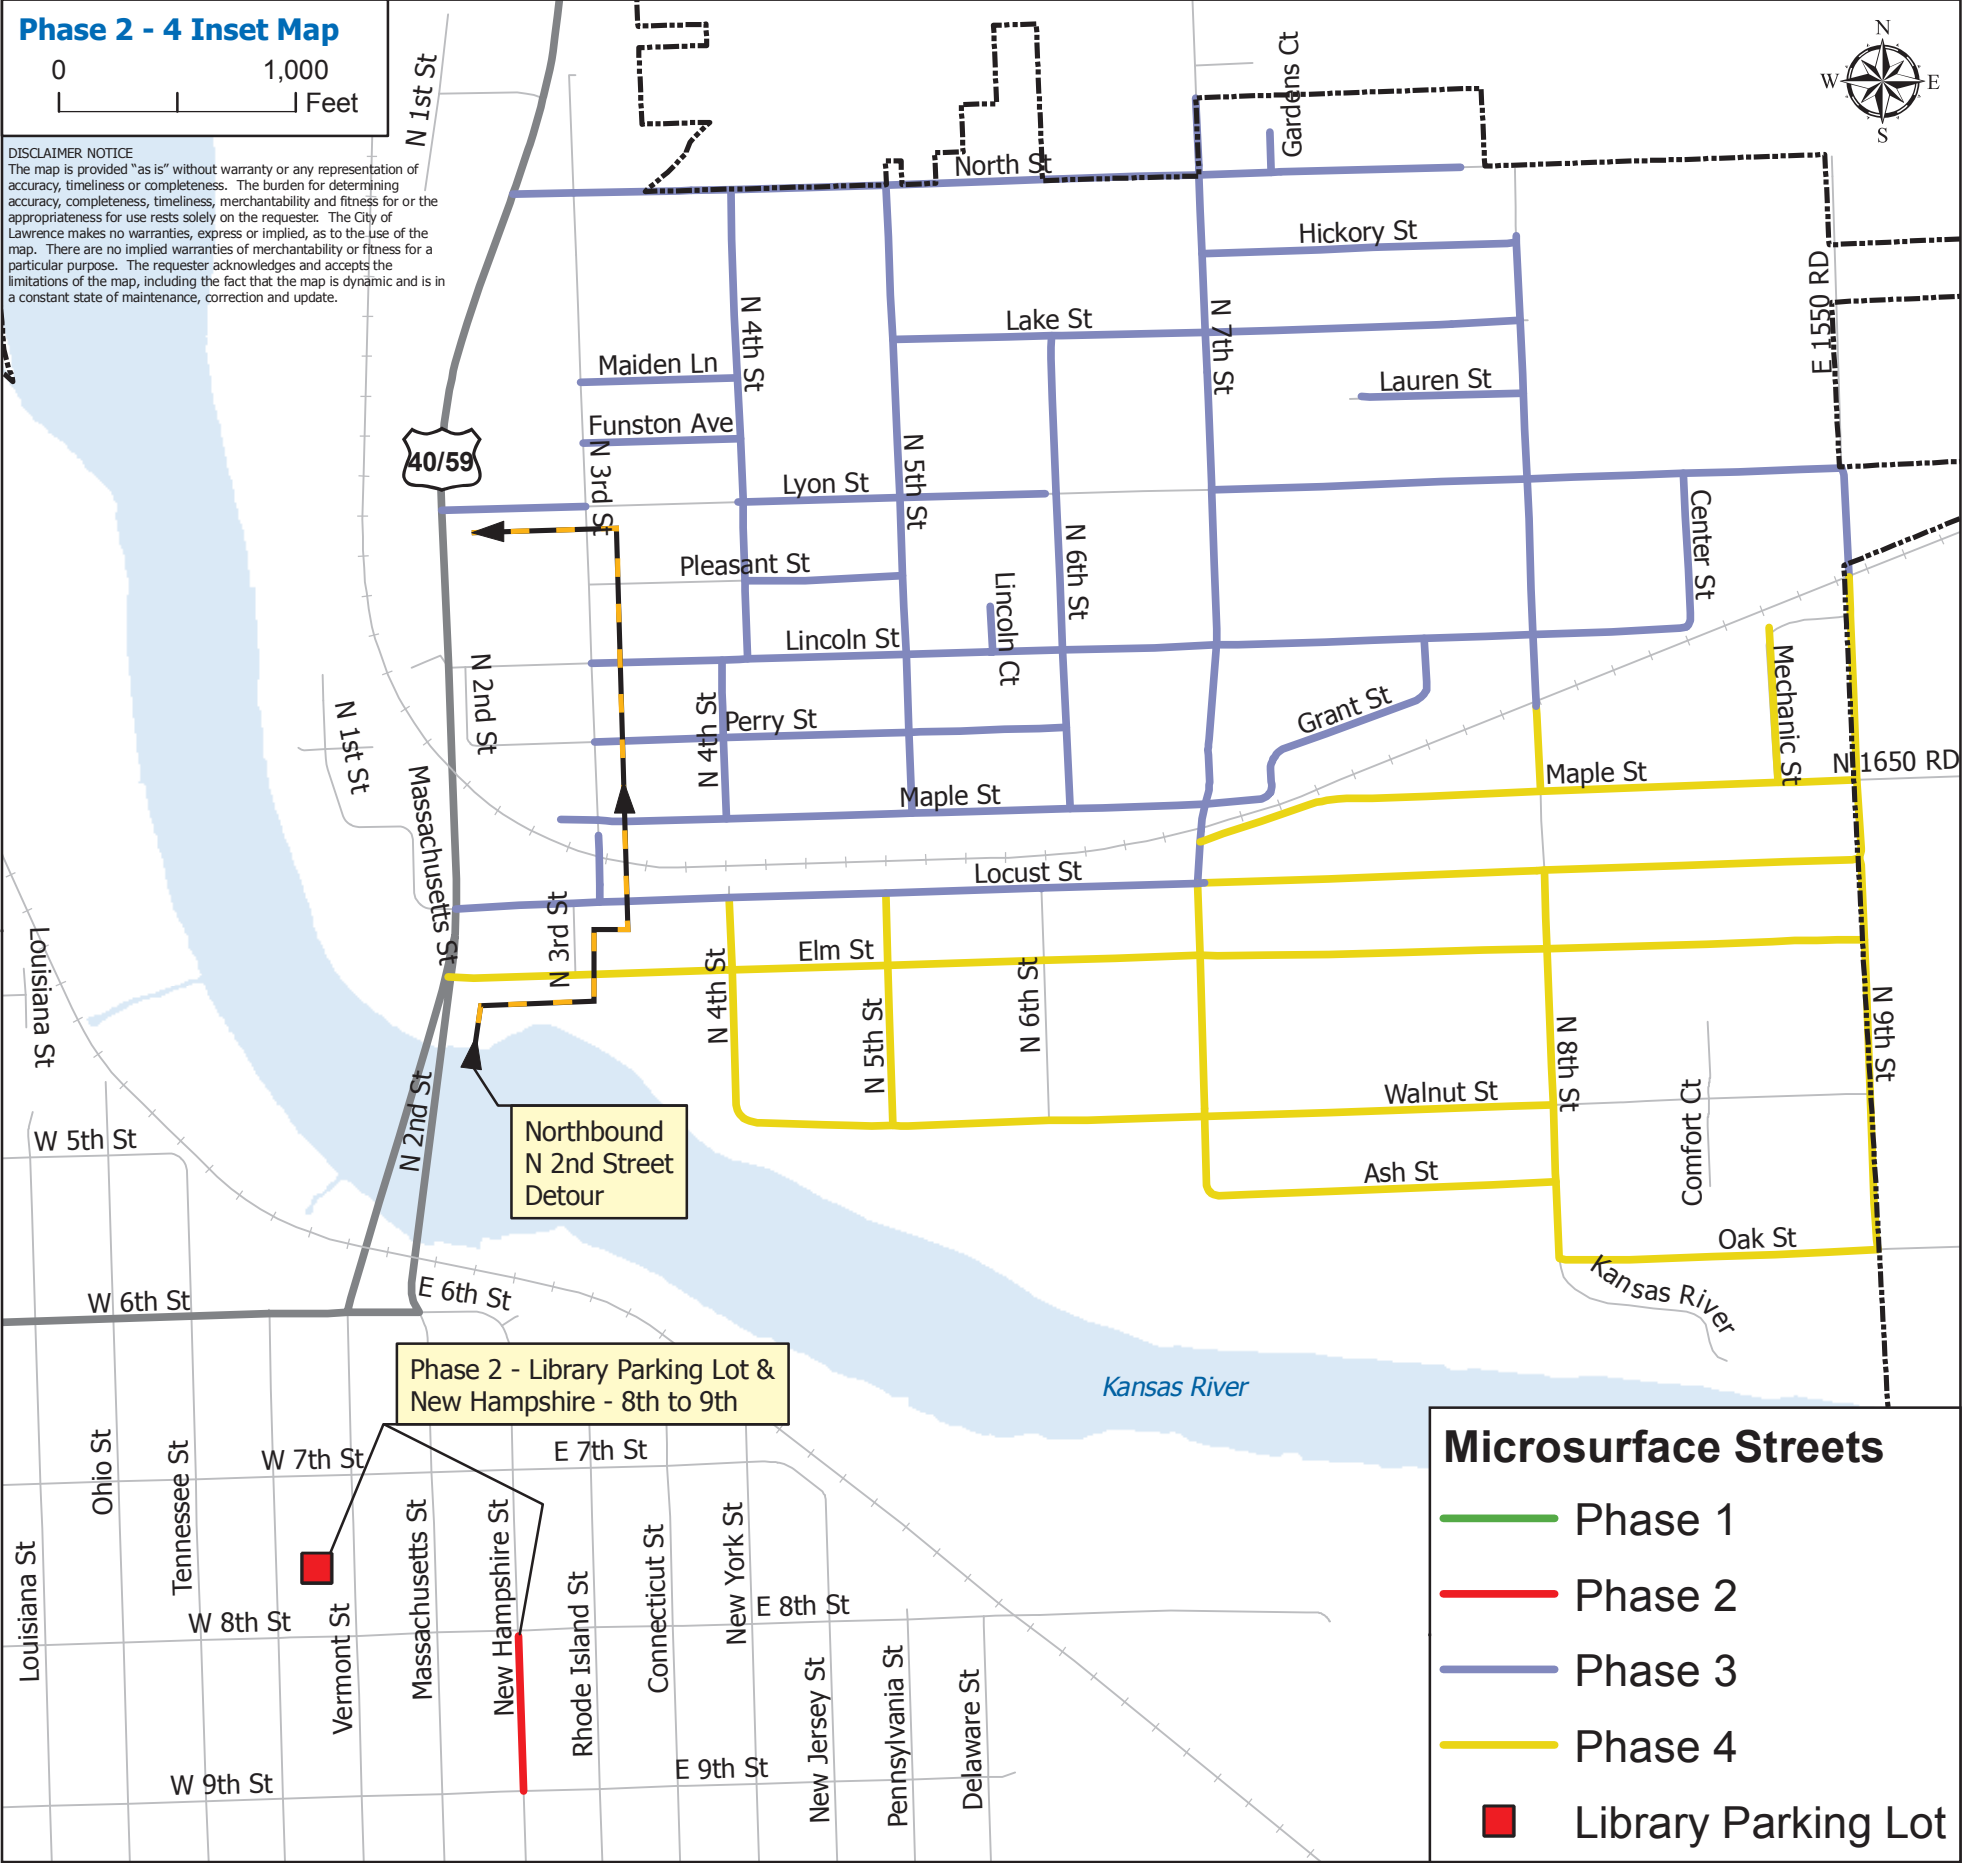 Phase 2 - 4 Inset Map
0 1,000
Feet
DISCLAIMER NOTICE
The map is provided “as is” without warranty or any representation of
accuracy, timeliness or completeness. The burden for determining
accuracy, completeness, timeliness, merchantability and fitness for or the
appropriateness for use rests solely on the requester. The City of
Lawrence makes no warranties, express or implied, as to the use of the
map. There are no implied warranties of merchantability or fitness for a
particular purpose. The requester acknowledges and accepts the
limitations of the map, including the fact that the map is dynamic and is in
a constant state of maintenance, correction and update.
N
W E
S
N 1st St
Gardens Ct
North St
Hickory St
E 1550 RD
N 4th St
Lake St
N 7th St
Maiden Ln
Lauren St
Funston Ave
40/59
N 3rd St
N 5th St
Lyon St
Center St
N 6th St
Pleasant St
Lincoln Ct
Lincoln St
N 2nd St
N 1st St
N 4th St
Perry St
Grant St
Mechanic St
Maple St
N 1650 RD
Maple St
Massachusetts St
Locust St
N 3rd St
Elm St
Louisiana St
N 4th St
N 5th St
N 6th St
N 8th St
N 9th St
N 2nd St
Walnut St
Comfort Ct
Northbound
N 2nd Street
Detour
W 5th St
Ash St
Oak St
Kansas River
W 6th St
E 6th St
Phase 2 - Library Parking Lot &
New Hampshire - 8th to 9th
Kansas River
W 7th St
E 7th St
Ohio St
Tennessee St
Louisiana St
Vermont St
Massachusetts St
New Hampshire St
Rhode Island St
Connecticut St
New York St
W 8th St
E 8th St
New Jersey St
Pennsylvania St
Delaware St
W 9th St
E 9th St
Microsurface Streets
Phase 1
Phase 2
Phase 3
Phase 4
Library Parking Lot